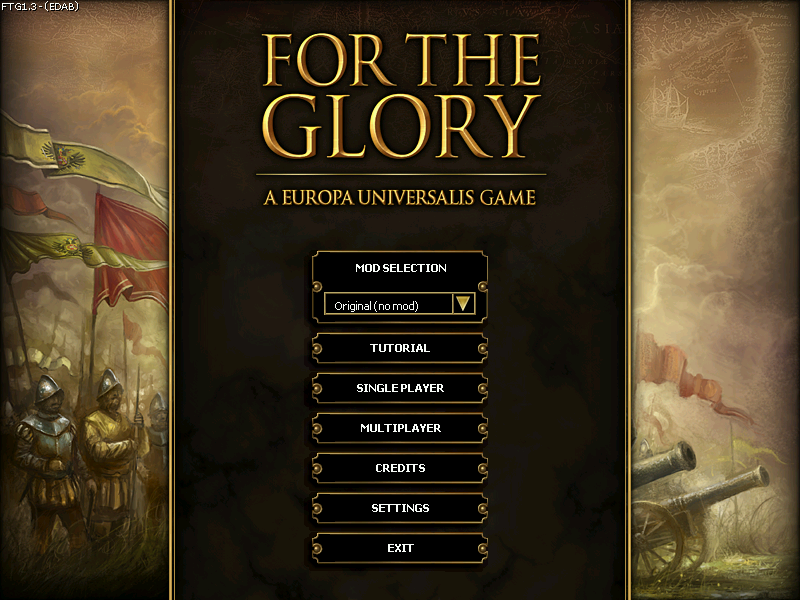 FTG1.3 - (EDAB)
FOR THE
GLORY
A EUROPA UNIVERSALIS GAME
MOD SELECTION
Original (no mod)
TUTORIAL
SINGLE PLAYER
MULTIPLAYER
CREDITS
SETTINGS
EXIT